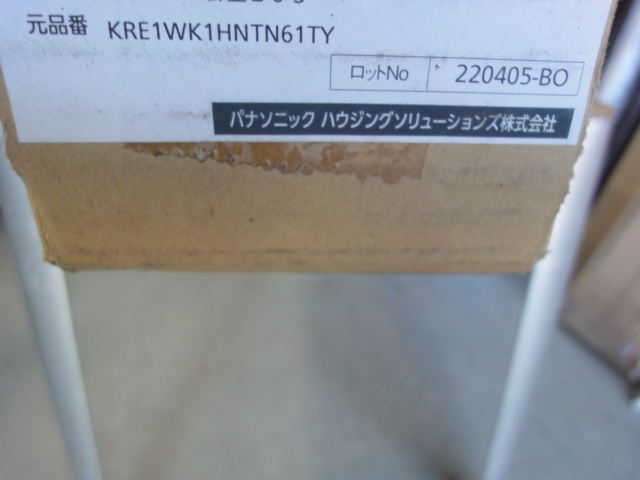 元品番 KRE1WK1HNTN61TY
ロットNo 220405-BO
パナソニック ハウジングソリューションズ株式会社